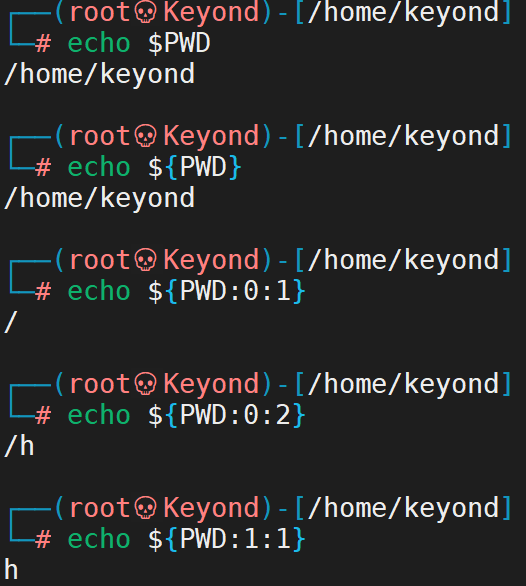 ┌──(root💀Keyond)-[/home/keyond]
└─# echo $PWD
/home/keyond
┌──(root💀Keyond)-[/home/keyond]
└─# echo ${PWD}
/home/keyond
┌──(root💀Keyond)-[/home/keyond]
└─# echo ${PWD:0:1}
/
┌──(root💀Keyond)-[/home/keyond]
└─# echo ${PWD:0:2}
/h
┌──(root💀Keyond)-[/home/keyond]
└─# echo ${PWD:1:1}
h